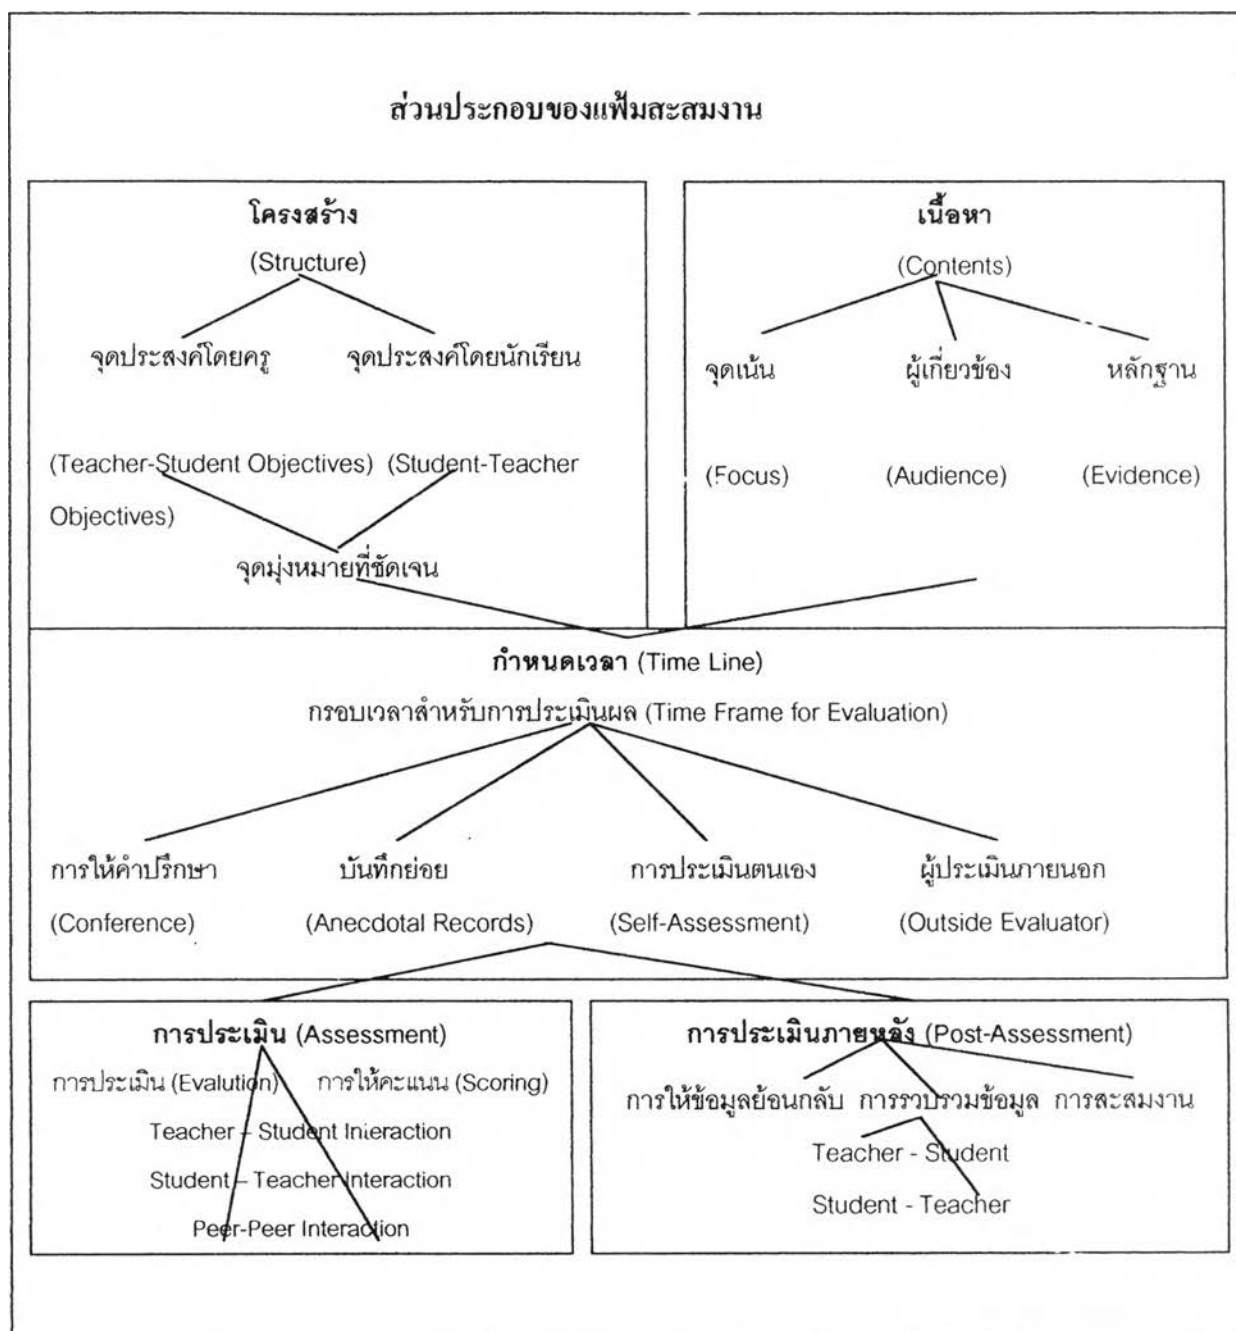 ส่วนประกอบของแฟ้มสะสมงาน
โครงสร้าง
(Structure)
จุดประสงค์โดยครู จุดประสงค์โดยนักเรียน
(Teacher-Student Objectives) (Student-Teacher
Objectives)
จุดมุ่งหมายที่ชัดเจน
เนื้อหา
(Contents)
จุดเน้น ผู้เกี่ยวข้อง หลักฐาน
(Focus) (Audience) (Evidence)
กำหนดเวลา (Time Line)
กรอบเวลาสำหรับการประเมินผล (Time Frame for Evaluation)
การให้คำปรึกษา บันทึกย่อย การประเมินตนเอง ผู้ประเมินภายนอก
(Conference) (Anecdotal Records) (Self-Assessment) (Outside Evaluator)
การประเมิน (Assessment)
การประเมิน (Evalution) การให้คะแนน (Scoring)
Teacher – Student Interaction
Student – Teacher Interaction
Peer-Peer Interaction
การประเมินภายหลัง (Post-Assessment)
การให้ข้อมูลย้อนกลับ การรวบรวมข้อมูล การสะสมงาน
Teacher - Student
Student - Teacher